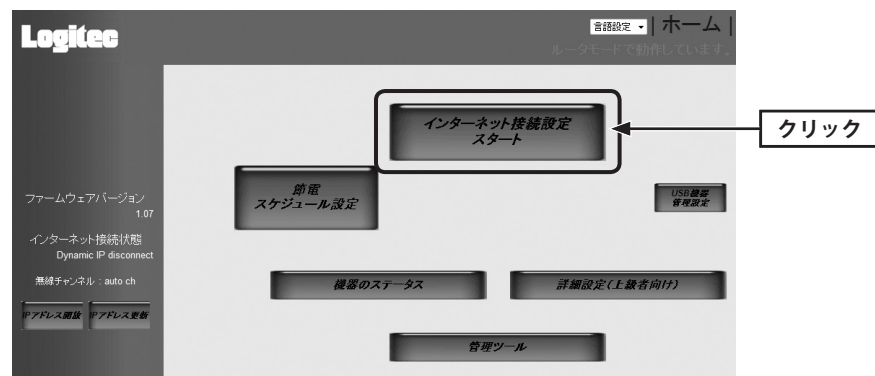 Logitec
言語設定 | ホーム |
ルータモードで動作しています。
インターネット接続設定
スタート
クリック
節電
スケジュール設定
USB機器
管理設定
ファームウェアバージョン
1.07
インターネット接続状態
Dynamic IP disconnect
無線チャンネル : auto ch
機器のステータス
詳細設定(上級者向け)
IPアドレス開放
IPアドレス更新
管理ツール